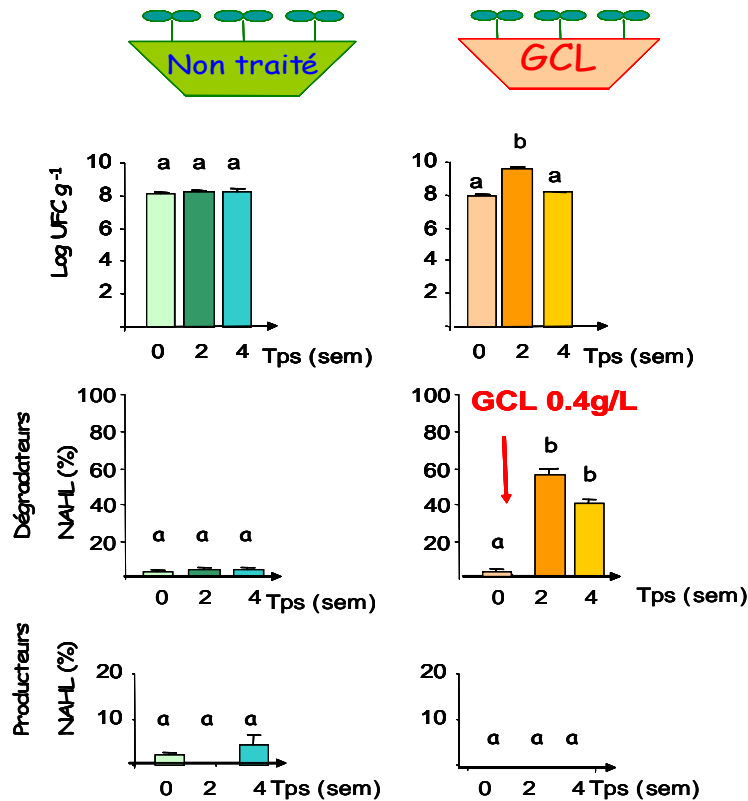 Non traité
GCL
Log UFC g-1
10
8
6
4
2
a a a
0 2 4 Tps (sem)
10
8
6
4
2
a b a
0 2 4 Tps (sem)
Dégradateurs
NAHL (%)
100
80
60
40
20
a a a
0 2 4 Tps (sem)
100
80
60
40
20
GCL 0.4g/L
a b b
0 2 4 Tps (sem)
Producteurs
NAHL (%)
20
10
a a a
0 2 4 Tps (sem)
20
10
a a a
0 2 4 Tps (sem)